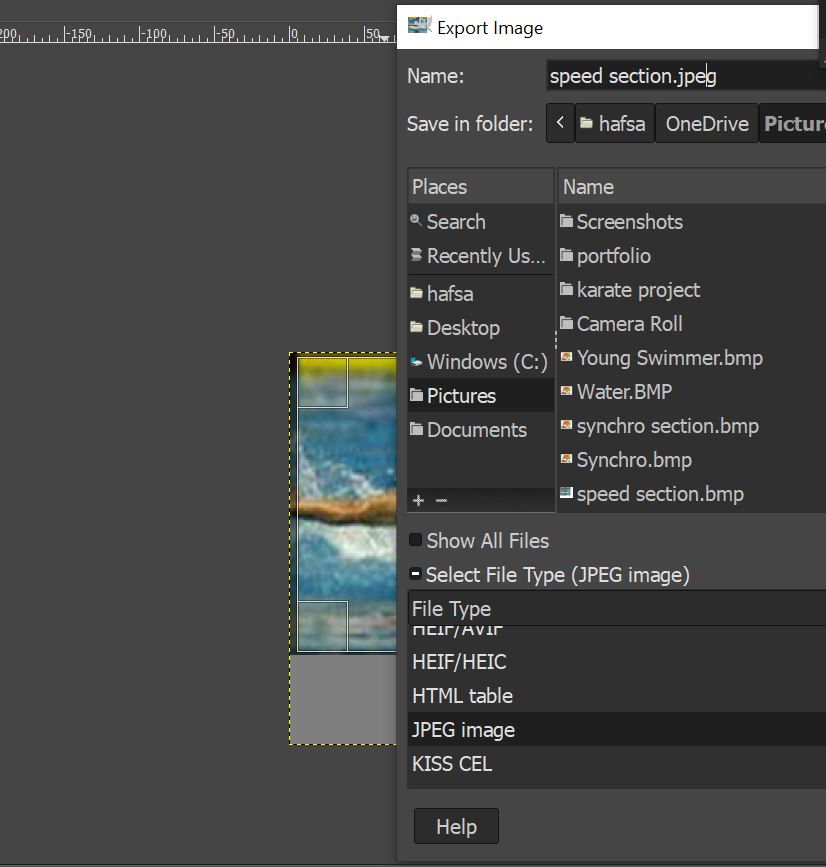 Export Image
200 -150 -100 -50 0 50
Name: speed section.jpeg
Save in folder: < hafsa OneDrive Pictur
Places Name
Search Screenshots
Recently Us... portfolio
karate project
hafsa
Desktop Camera Roll
Windows (C:) Young Swimmer.bmp
Pictures Water.BMP
Documents synchro section.bmp
Synchro.bmp
+ − speed section.bmp
Show All Files
Select File Type (JPEG image)
File Type
HEIF/AVIF
HEIF/HEIC
HTML table
JPEG image
KISS CEL
Help